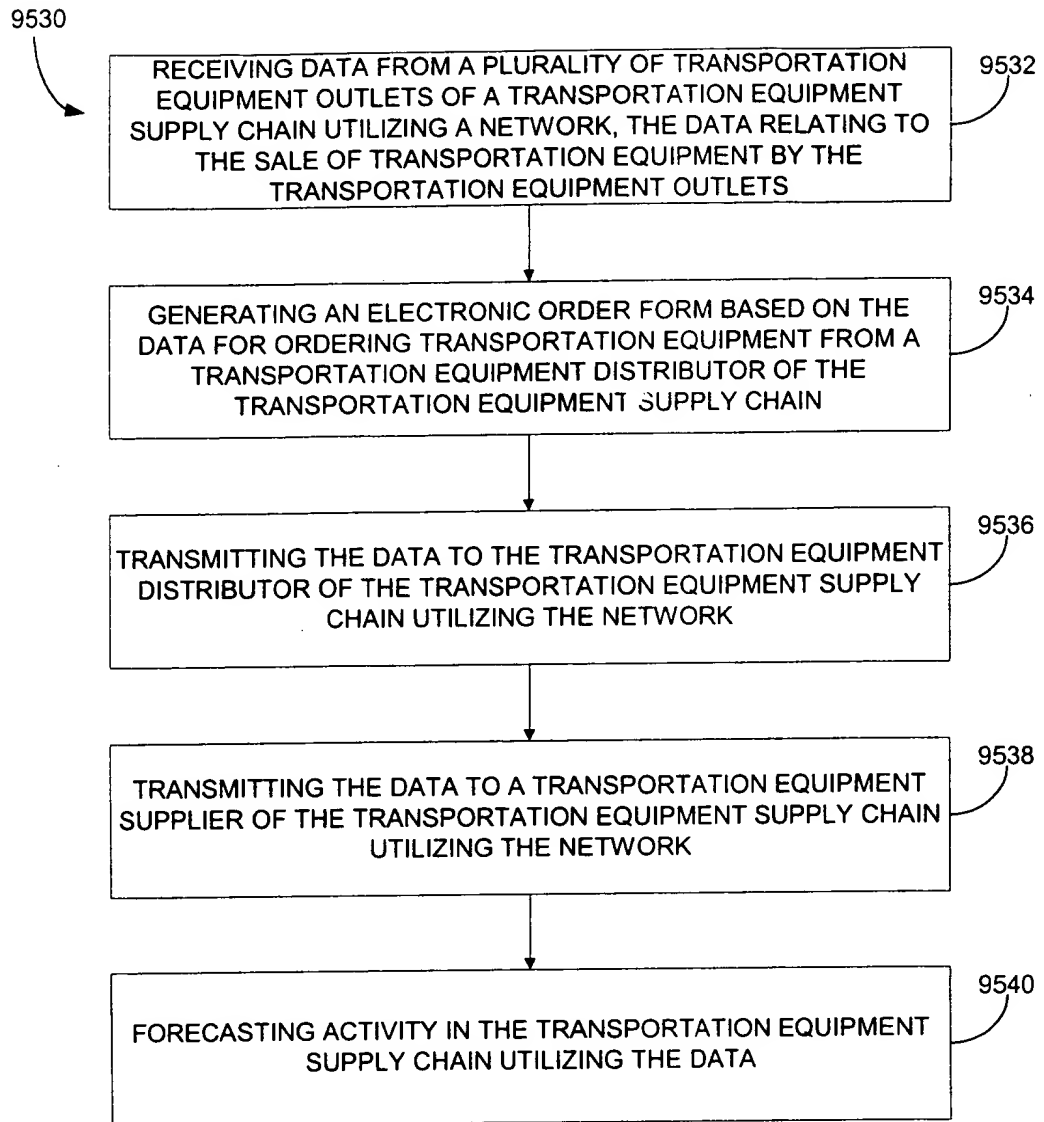 9530
RECEIVING DATA FROM A PLURALITY OF TRANSPORTATION
EQUIPMENT OUTLETS OF A TRANSPORTATION EQUIPMENT
SUPPLY CHAIN UTILIZING A NETWORK, THE DATA RELATING TO
THE SALE OF TRANSPORTATION EQUIPMENT BY THE
TRANSPORTATION EQUIPMENT OUTLETS
9532
GENERATING AN ELECTRONIC ORDER FORM BASED ON THE
DATA FOR ORDERING TRANSPORTATION EQUIPMENT FROM A
TRANSPORTATION EQUIPMENT DISTRIBUTOR OF THE
TRANSPORTATION EQUIPMENT SUPPLY CHAIN
9534
TRANSMITTING THE DATA TO THE TRANSPORTATION EQUIPMENT
DISTRIBUTOR OF THE TRANSPORTATION EQUIPMENT SUPPLY
CHAIN UTILIZING THE NETWORK
9536
TRANSMITTING THE DATA TO A TRANSPORTATION EQUIPMENT
SUPPLIER OF THE TRANSPORTATION EQUIPMENT SUPPLY CHAIN
UTILIZING THE NETWORK
9538
FORECASTING ACTIVITY IN THE TRANSPORTATION EQUIPMENT
SUPPLY CHAIN UTILIZING THE DATA
9540